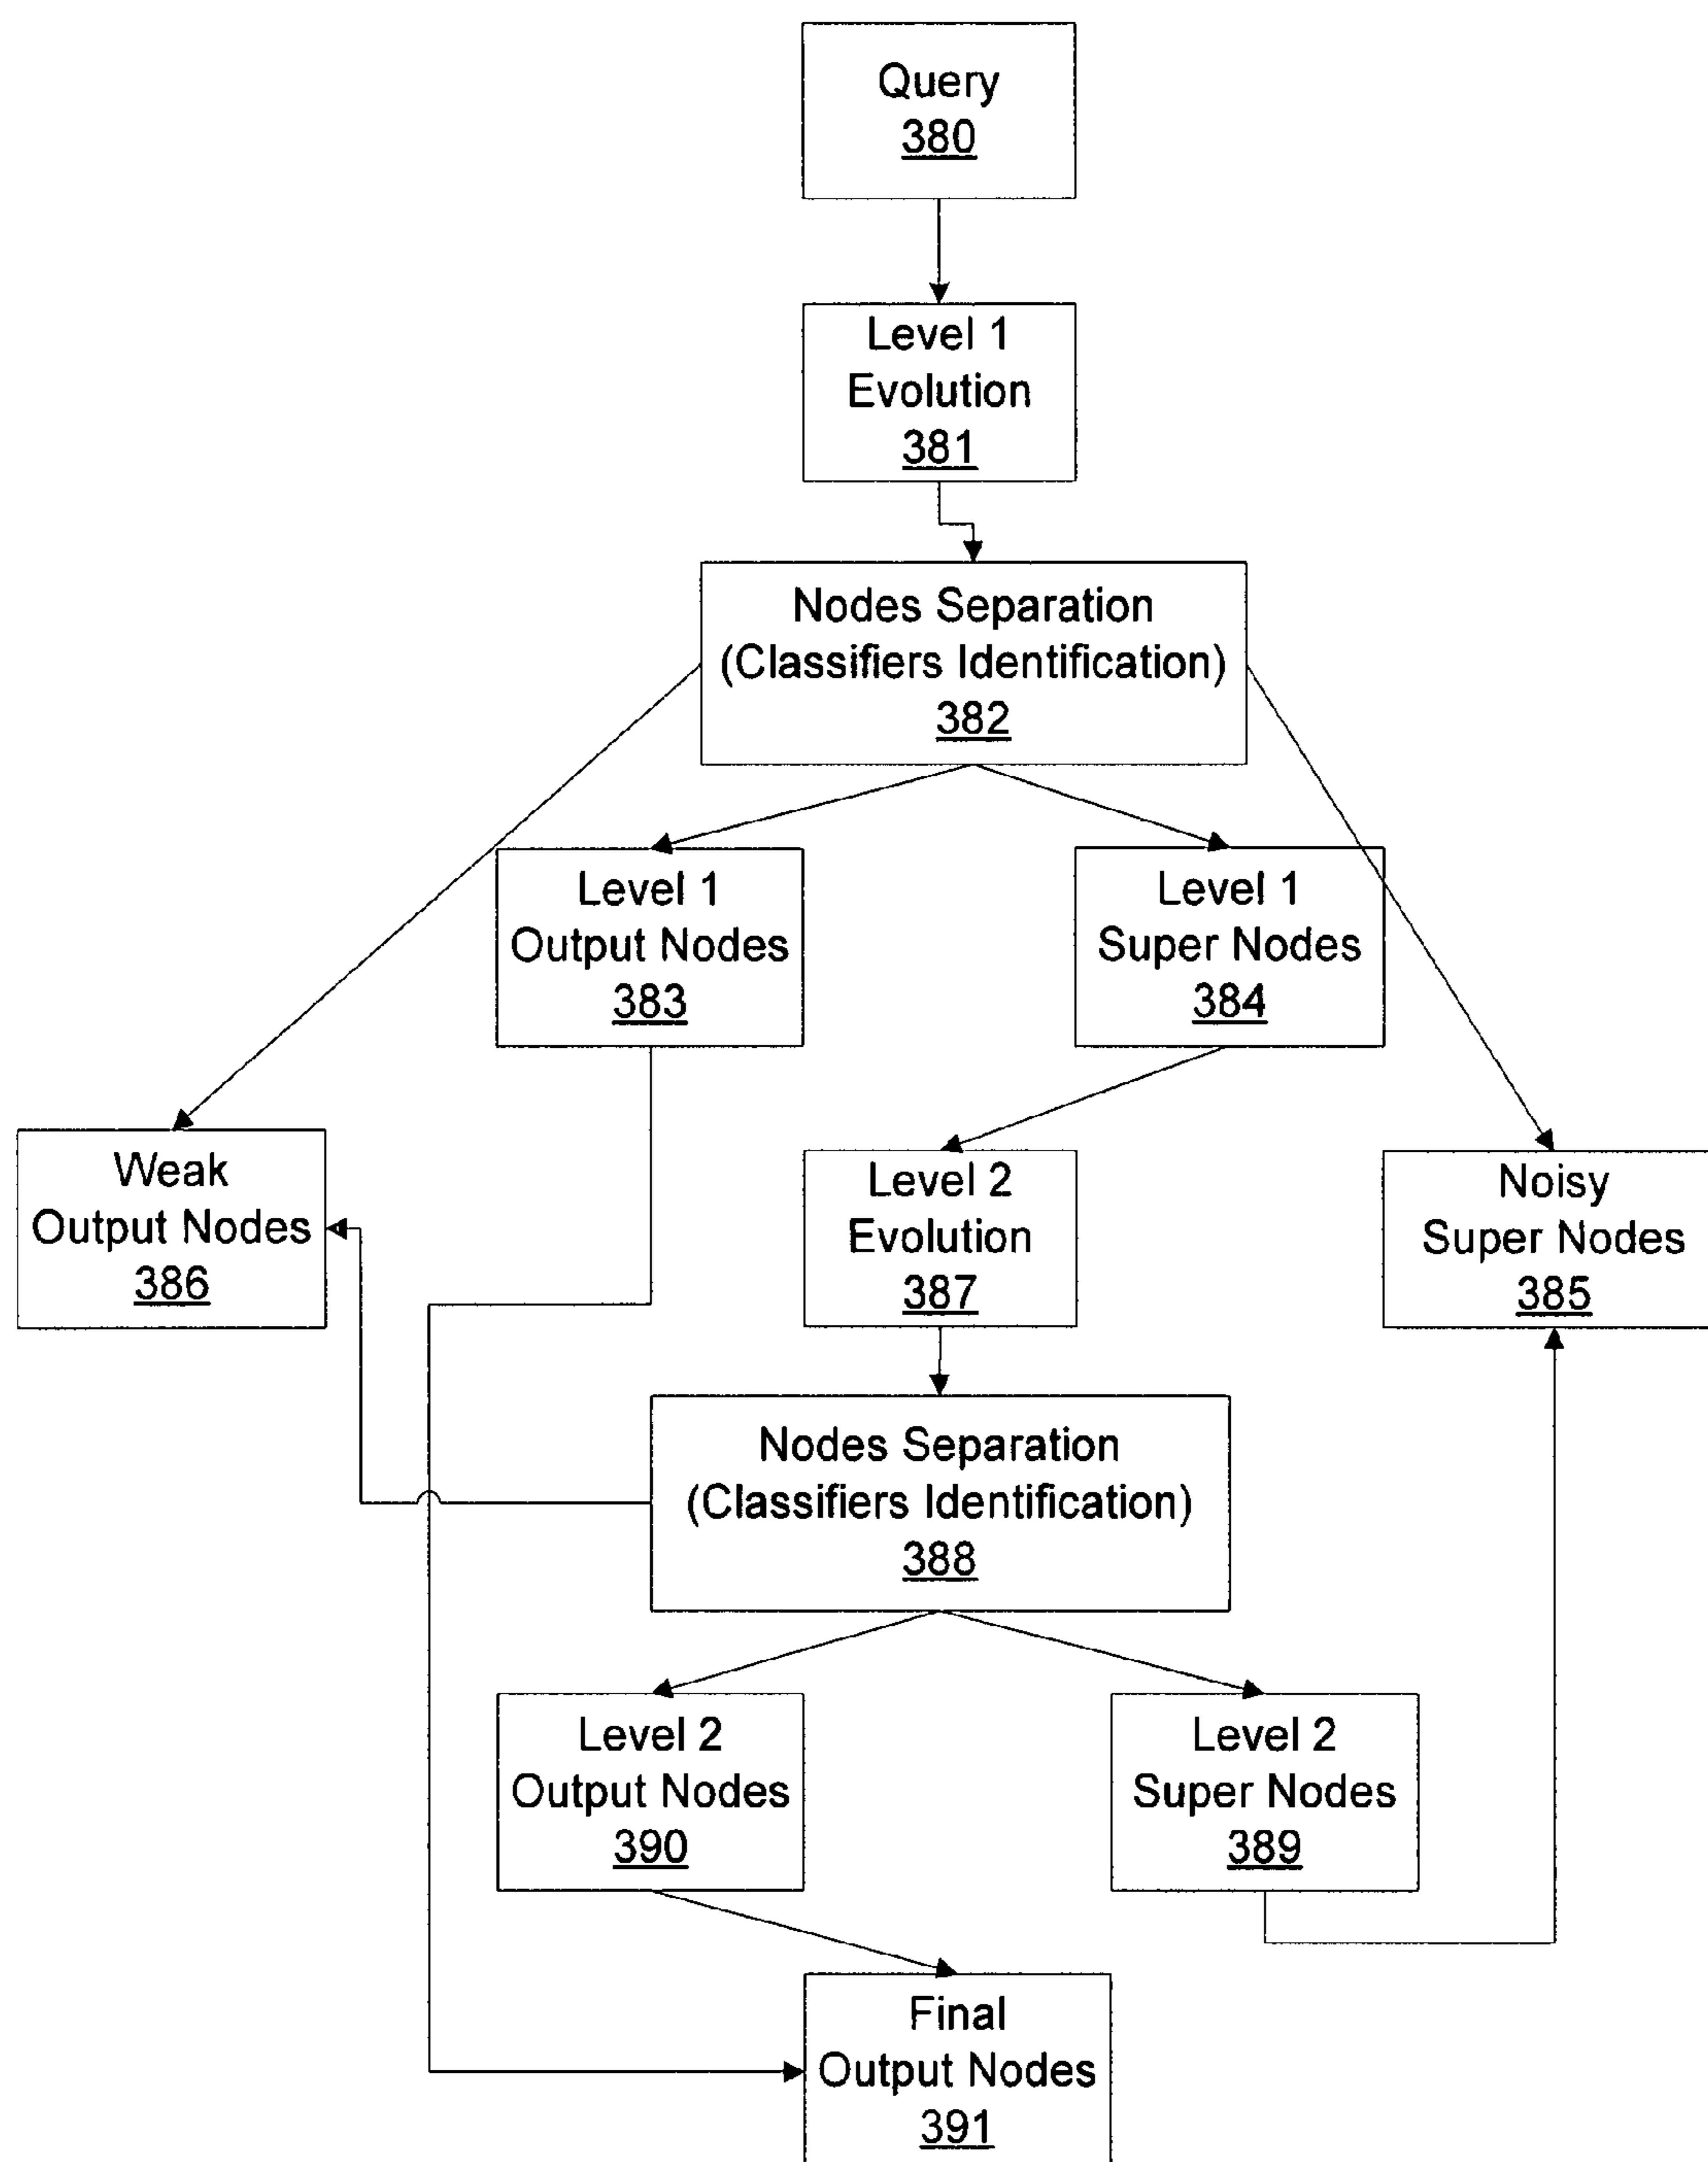 Query
380
Level 1
Evolution
381
Nodes Separation
(Classifiers Identification)
382
Level 1
Output Nodes
383
Level 1
Super Nodes
384
Weak
Output Nodes
386
Level 2
Evolution
387
Noisy
Super Nodes
385
Nodes Separation
(Classifiers Identification)
388
Level 2
Output Nodes
390
Level 2
Super Nodes
389
Final
Output Nodes
391